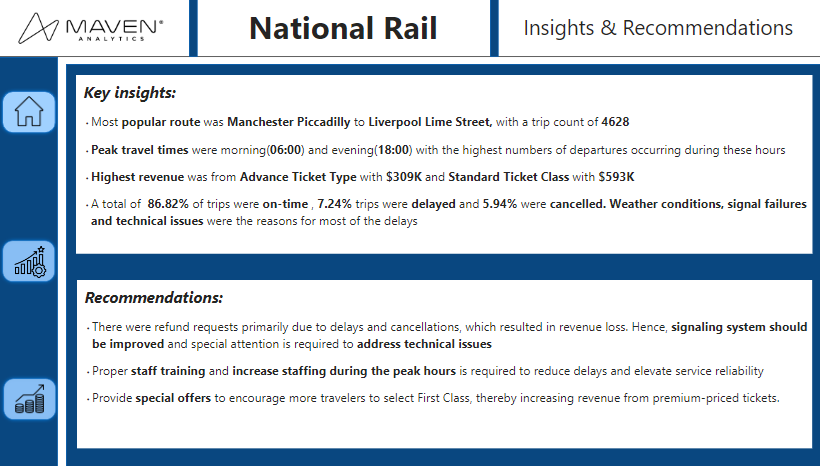 MAVEN®
ANALYTICS
National Rail
Insights & Recommendations
Key insights:
· Most popular route was Manchester Piccadilly to Liverpool Lime Street, with a trip count of 4628
· Peak travel times were morning(06:00) and evening(18:00) with the highest numbers of departures occurring during these hours
· Highest revenue was from Advance Ticket Type with $309K and Standard Ticket Class with $593K
· A total of 86.82% of trips were on-time , 7.24% trips were delayed and 5.94% were cancelled. Weather conditions, signal failures
and technical issues were the reasons for most of the delays
Recommendations:
· There were refund requests primarily due to delays and cancellations, which resulted in revenue loss. Hence, signaling system should
be improved and special attention is required to address technical issues
· Proper staff training and increase staffing during the peak hours is required to reduce delays and elevate service reliability
· Provide special offers to encourage more travelers to select First Class, thereby increasing revenue from premium-priced tickets.